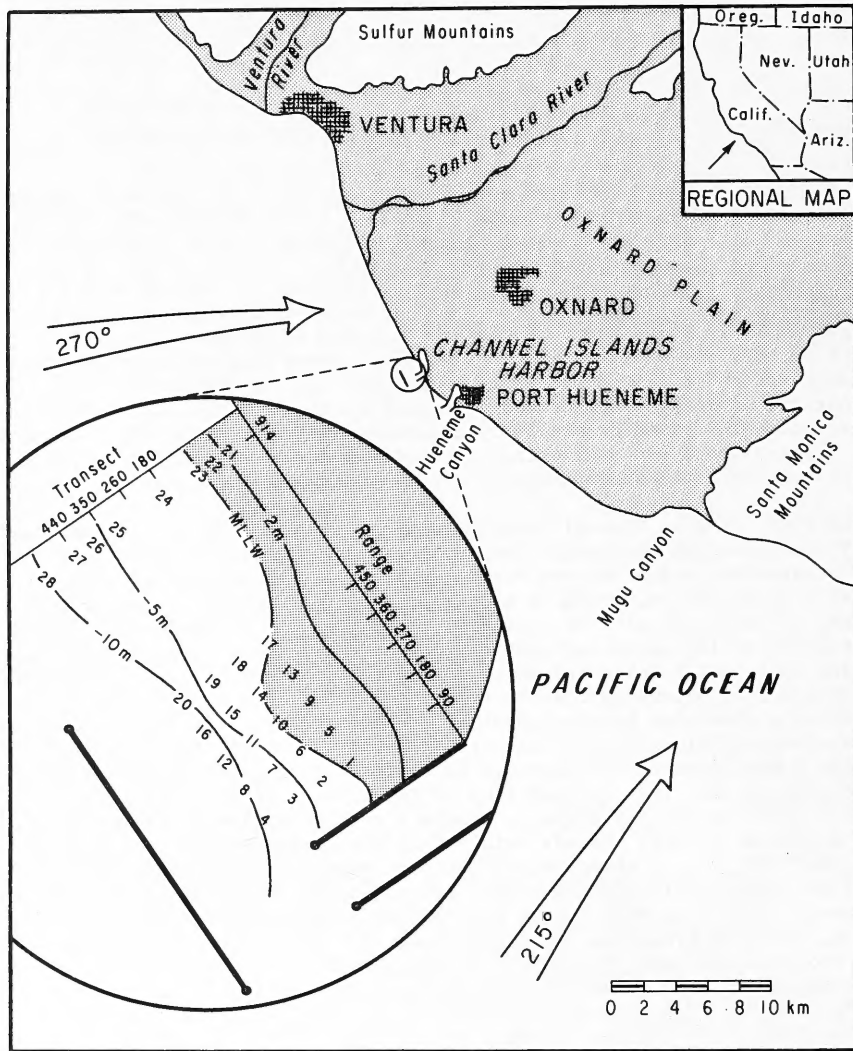 Oreg.
Idaho
Nev.
Utah
Calif.
Ariz.
REGIONAL MAP
Sulfur Mountains
Ventura
River
VENTURA
Santa Clara River
OXNARD PLAIN
OXNARD
270°
CHANNEL ISLANDS
HARBOR
PORT HUENEME
Hueneme
Canyon
Santa Monica
Mountains
Mugu Canyon
PACIFIC OCEAN
215°
0 2 4 6 8 10 km
Transect
440 350 260 180
914
Range
450 360 270 180 90
21
22
23
24
25
26
27
28
MLLW
2m
-5m
-10m
17
13
9
5
1
18
14
10
6
2
19
15
11
7
3
20
16
12
8
4